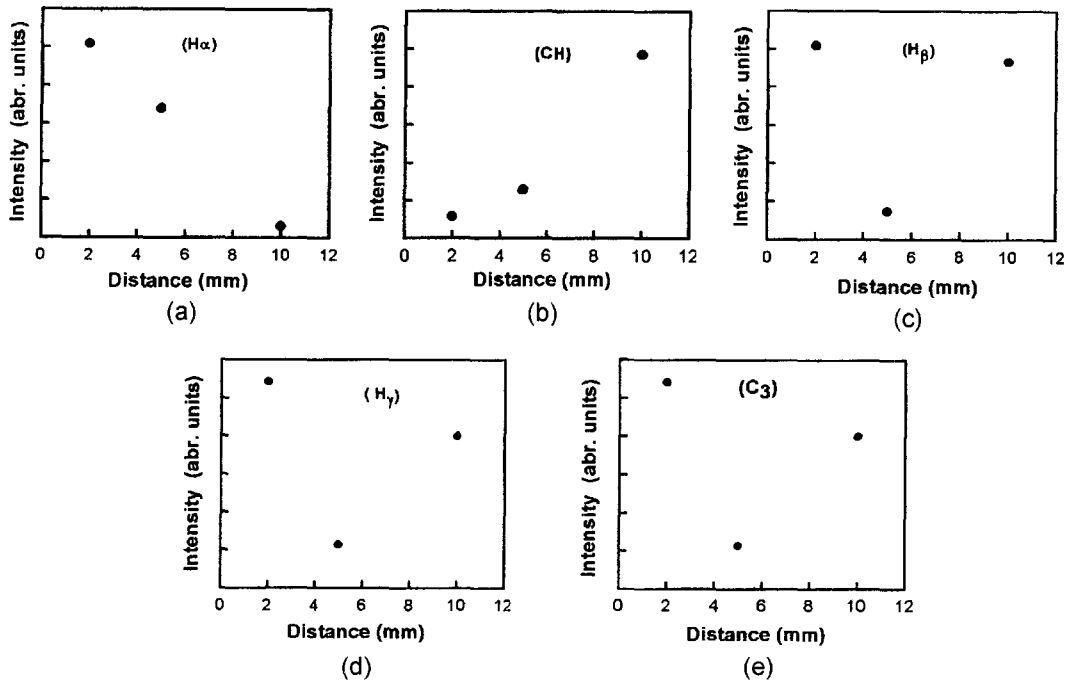 (Hα)
Intensity (abr. units)
0 2 4 6 8 10 12
Distance (mm)
(a)
(CH)
Intensity (abr. units)
0 2 4 6 8 10 12
Distance (mm)
(b)
(Hβ)
Intensity (abr. units)
0 2 4 6 8 10 12
Distance (mm)
(c)
(Hγ)
Intensity (abr. units)
0 2 4 6 8 10 12
Distance (mm)
(d)
(C3)
Intensity (abr. units)
0 2 4 6 8 10 12
Distance (mm)
(e)